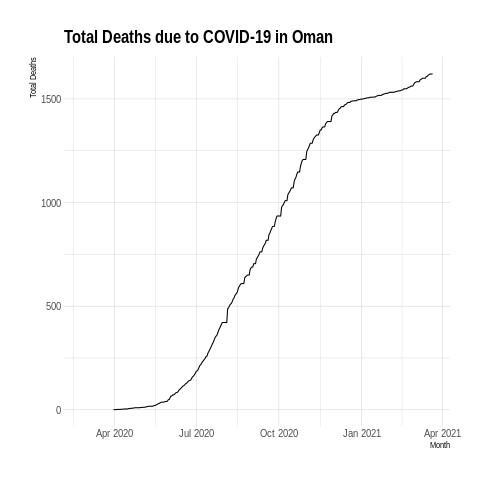 Total Deaths due to COVID-19 in Oman
Total Deaths
1500
1000
500
0
Apr 2020 Jul 2020 Oct 2020 Jan 2021 Apr 2021
Month